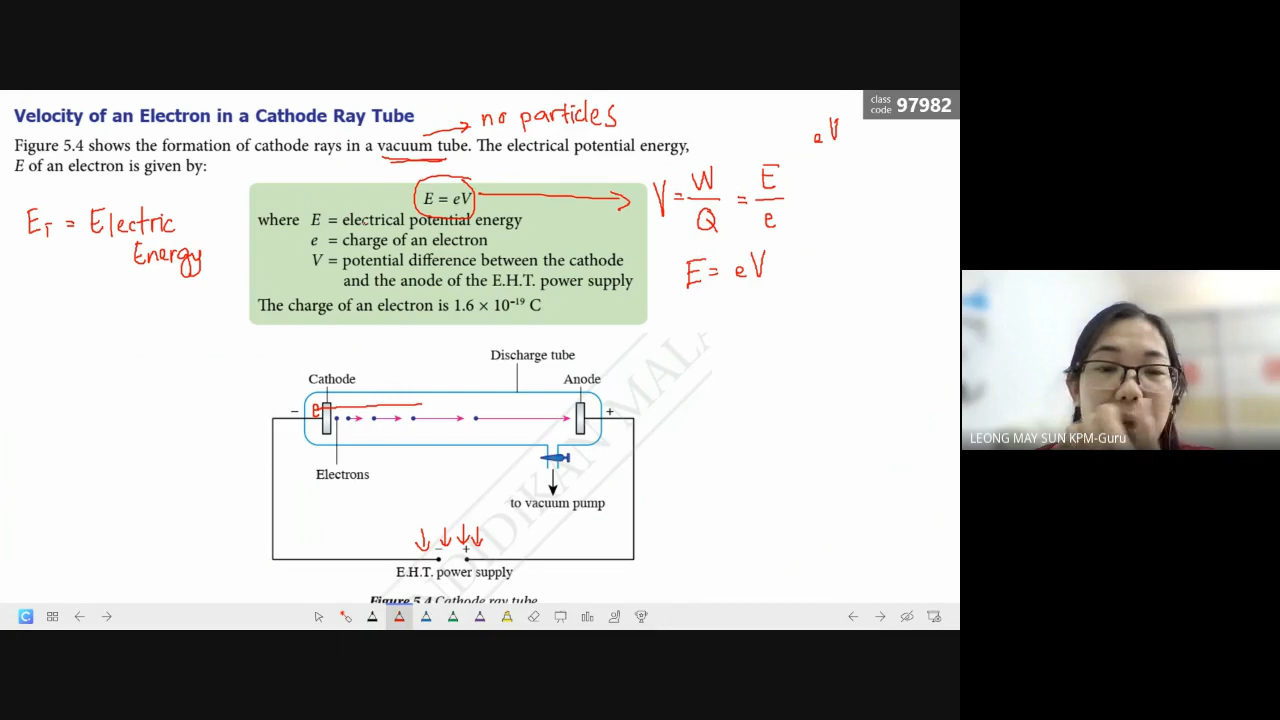 class
code 97982
Velocity of an Electron in a Cathode Ray Tube
no particles
eV
Figure 5.4 shows the formation of cathode rays in a vacuum tube. The electrical potential energy,
E of an electron is given by:
E = eV
V = W/Q = E/e
where E = electrical potential energy
E_T = Electric
Energy
e = charge of an electron
V = potential difference between the cathode
and the anode of the E.H.T. power supply
E = eV
The charge of an electron is 1.6 × 10⁻¹⁹ C
Discharge tube
Cathode
Anode
−
e
+
Electrons
to vacuum pump
− +
E.H.T. power supply
Figure 5.4 Cathode ray tube
LEONG MAY SUN KPM-Guru
C